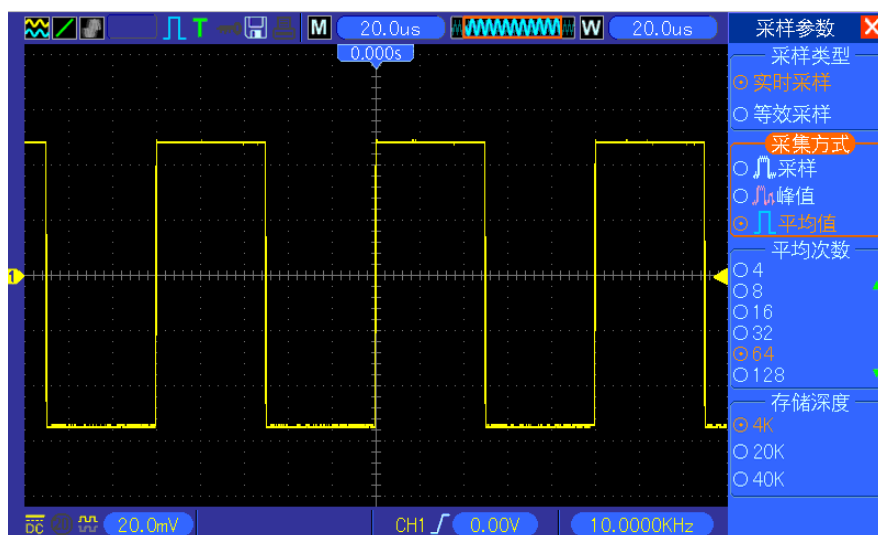 T M 20.0us W 20.0us
0.000s
1
DC 20.0mV CH1 0.00V 10.0000KHz
采样参数
采样类型
实时采样
等效采样
采集方式
采样
峰值
平均值
平均次数
4
8
16
32
64
128
存储深度
4K
20K
40K